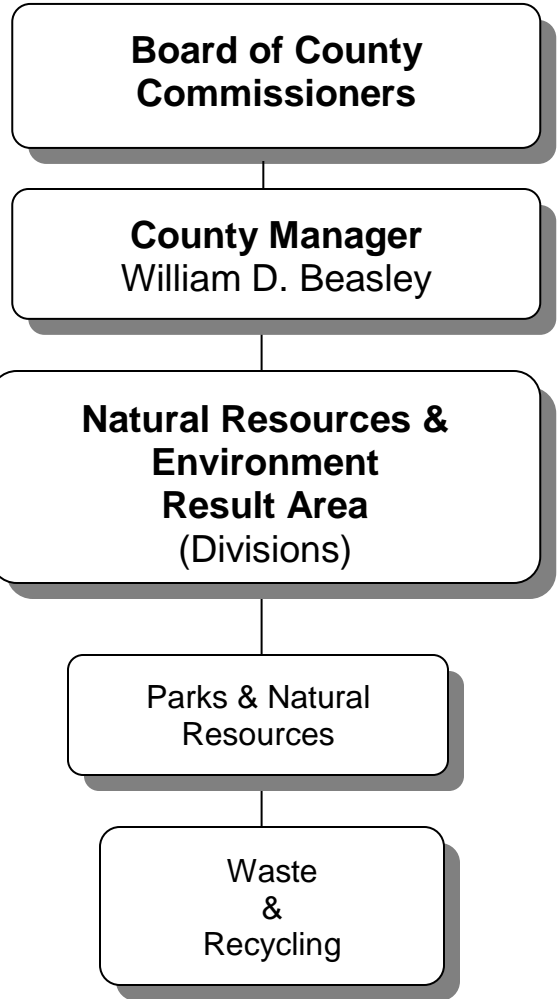 Board of County
Commissioners
County Manager
William D. Beasley
Natural Resources &
Environment
Result Area
(Divisions)
Parks & Natural
Resources
Waste
&
Recycling